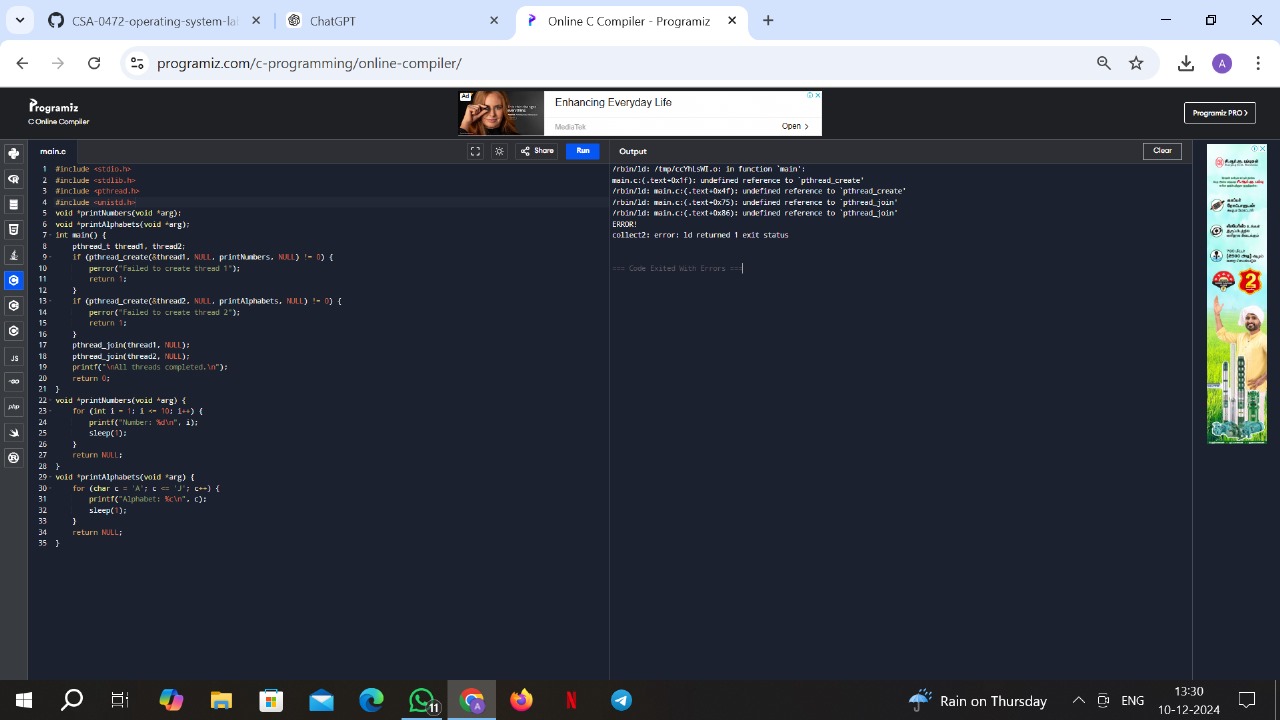 CSA-0472-operating-system-la
ChatGPT
Online C Compiler - Programiz
programiz.com/c-programming/online-compiler/
A
Programiz
C Online Compiler
Ad
Enhancing Everyday Life
MediaTek
Open >
Programiz PRO >
main.c
Share
Run
Output
Clear
1 #include <stdio.h>
2 #include <stdlib.h>
3 #include <pthread.h>
4 #include <unistd.h>
5 void *printNumbers(void *arg);
6 void *printAlphabets(void *arg);
7 int main() {
8 pthread_t thread1, thread2;
9 if (pthread_create(&thread1, NULL, printNumbers, NULL) != 0) {
10 perror("Failed to create thread 1");
11 return 1;
12 }
13 if (pthread_create(&thread2, NULL, printAlphabets, NULL) != 0) {
14 perror("Failed to create thread 2");
15 return 1;
16 }
17 pthread_join(thread1, NULL);
18 pthread_join(thread2, NULL);
19 printf("\nAll threads completed.\n");
20 return 0;
21 }
22 void *printNumbers(void *arg) {
23 for (int i = 1; i <= 10; i++) {
24 printf("Number: %d\n", i);
25 sleep(1);
26 }
27 return NULL;
28 }
29 void *printAlphabets(void *arg) {
30 for (char c = 'A'; c <= 'J'; c++) {
31 printf("Alphabet: %c\n", c);
32 sleep(1);
33 }
34 return NULL;
35 }
/rbin/ld: /tmp/ccYhLsWI.o: in function `main':
main.c:(.text+0x1f): undefined reference to `pthread_create'
/rbin/ld: main.c:(.text+0x4f): undefined reference to `pthread_create'
/rbin/ld: main.c:(.text+0x75): undefined reference to `pthread_join'
/rbin/ld: main.c:(.text+0x86): undefined reference to `pthread_join'
ERROR!
collect2: error: ld returned 1 exit status
=== Code Exited With Errors ===
JS
GO
php
2
11
Rain on Thursday
ENG
13:30
10-12-2024